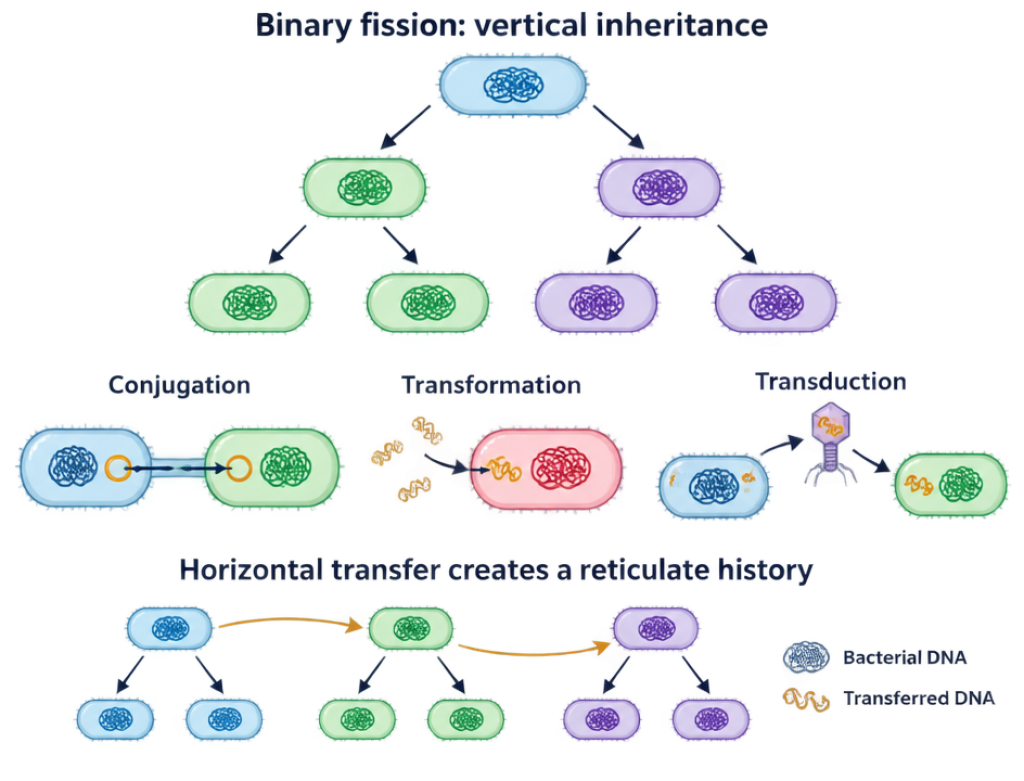 Binary fission: vertical inheritance
Conjugation
Transformation
Transduction
Horizontal transfer creates a reticulate history
Bacterial DNA
Transferred DNA